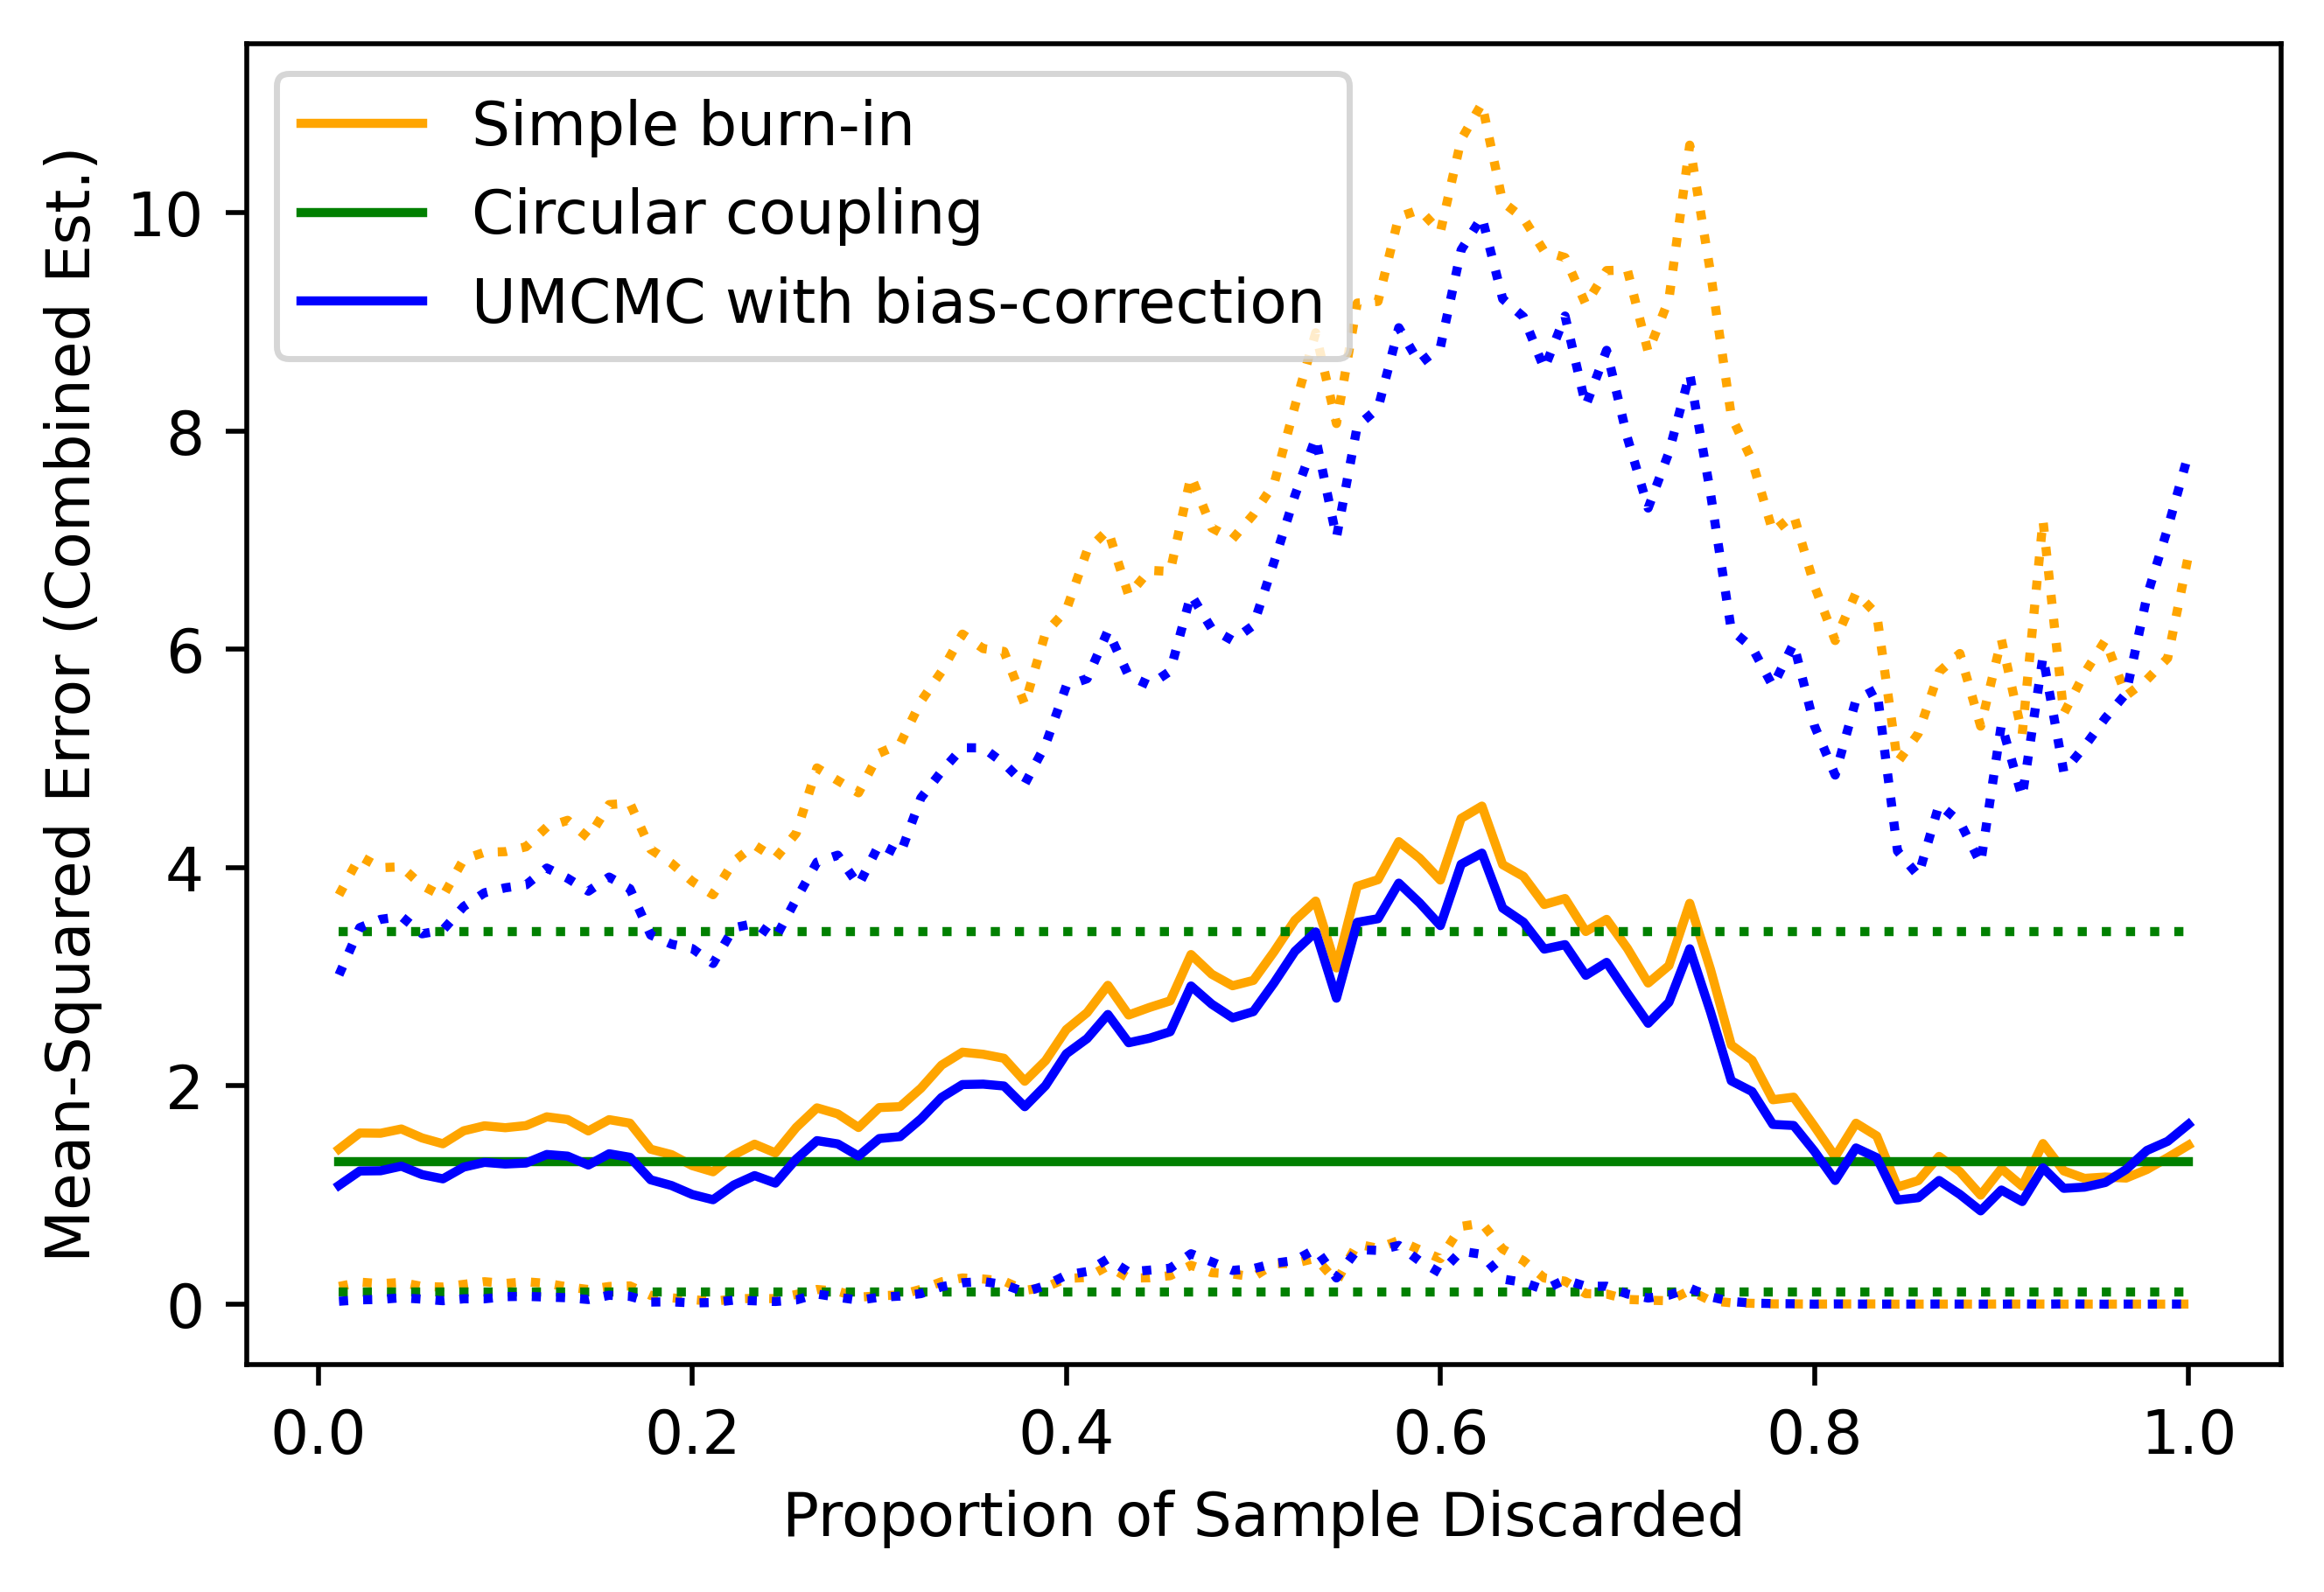 Mean-Squared Error (Combined Est.)
10
8
6
4
2
0
Simple burn-in
Circular coupling
UMCMC with bias-correction
0.0 0.2 0.4 0.6 0.8 1.0
Proportion of Sample Discarded